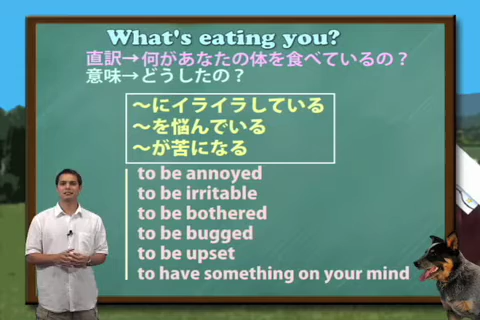 What's eating you?
直訳→何があなたの体を食べているの？
意味→どうしたの？
～にイライラしている
～を悩んでいる
～が苦になる
to be annoyed
to be irritable
to be bothered
to be bugged
to be upset
to have something on your mind